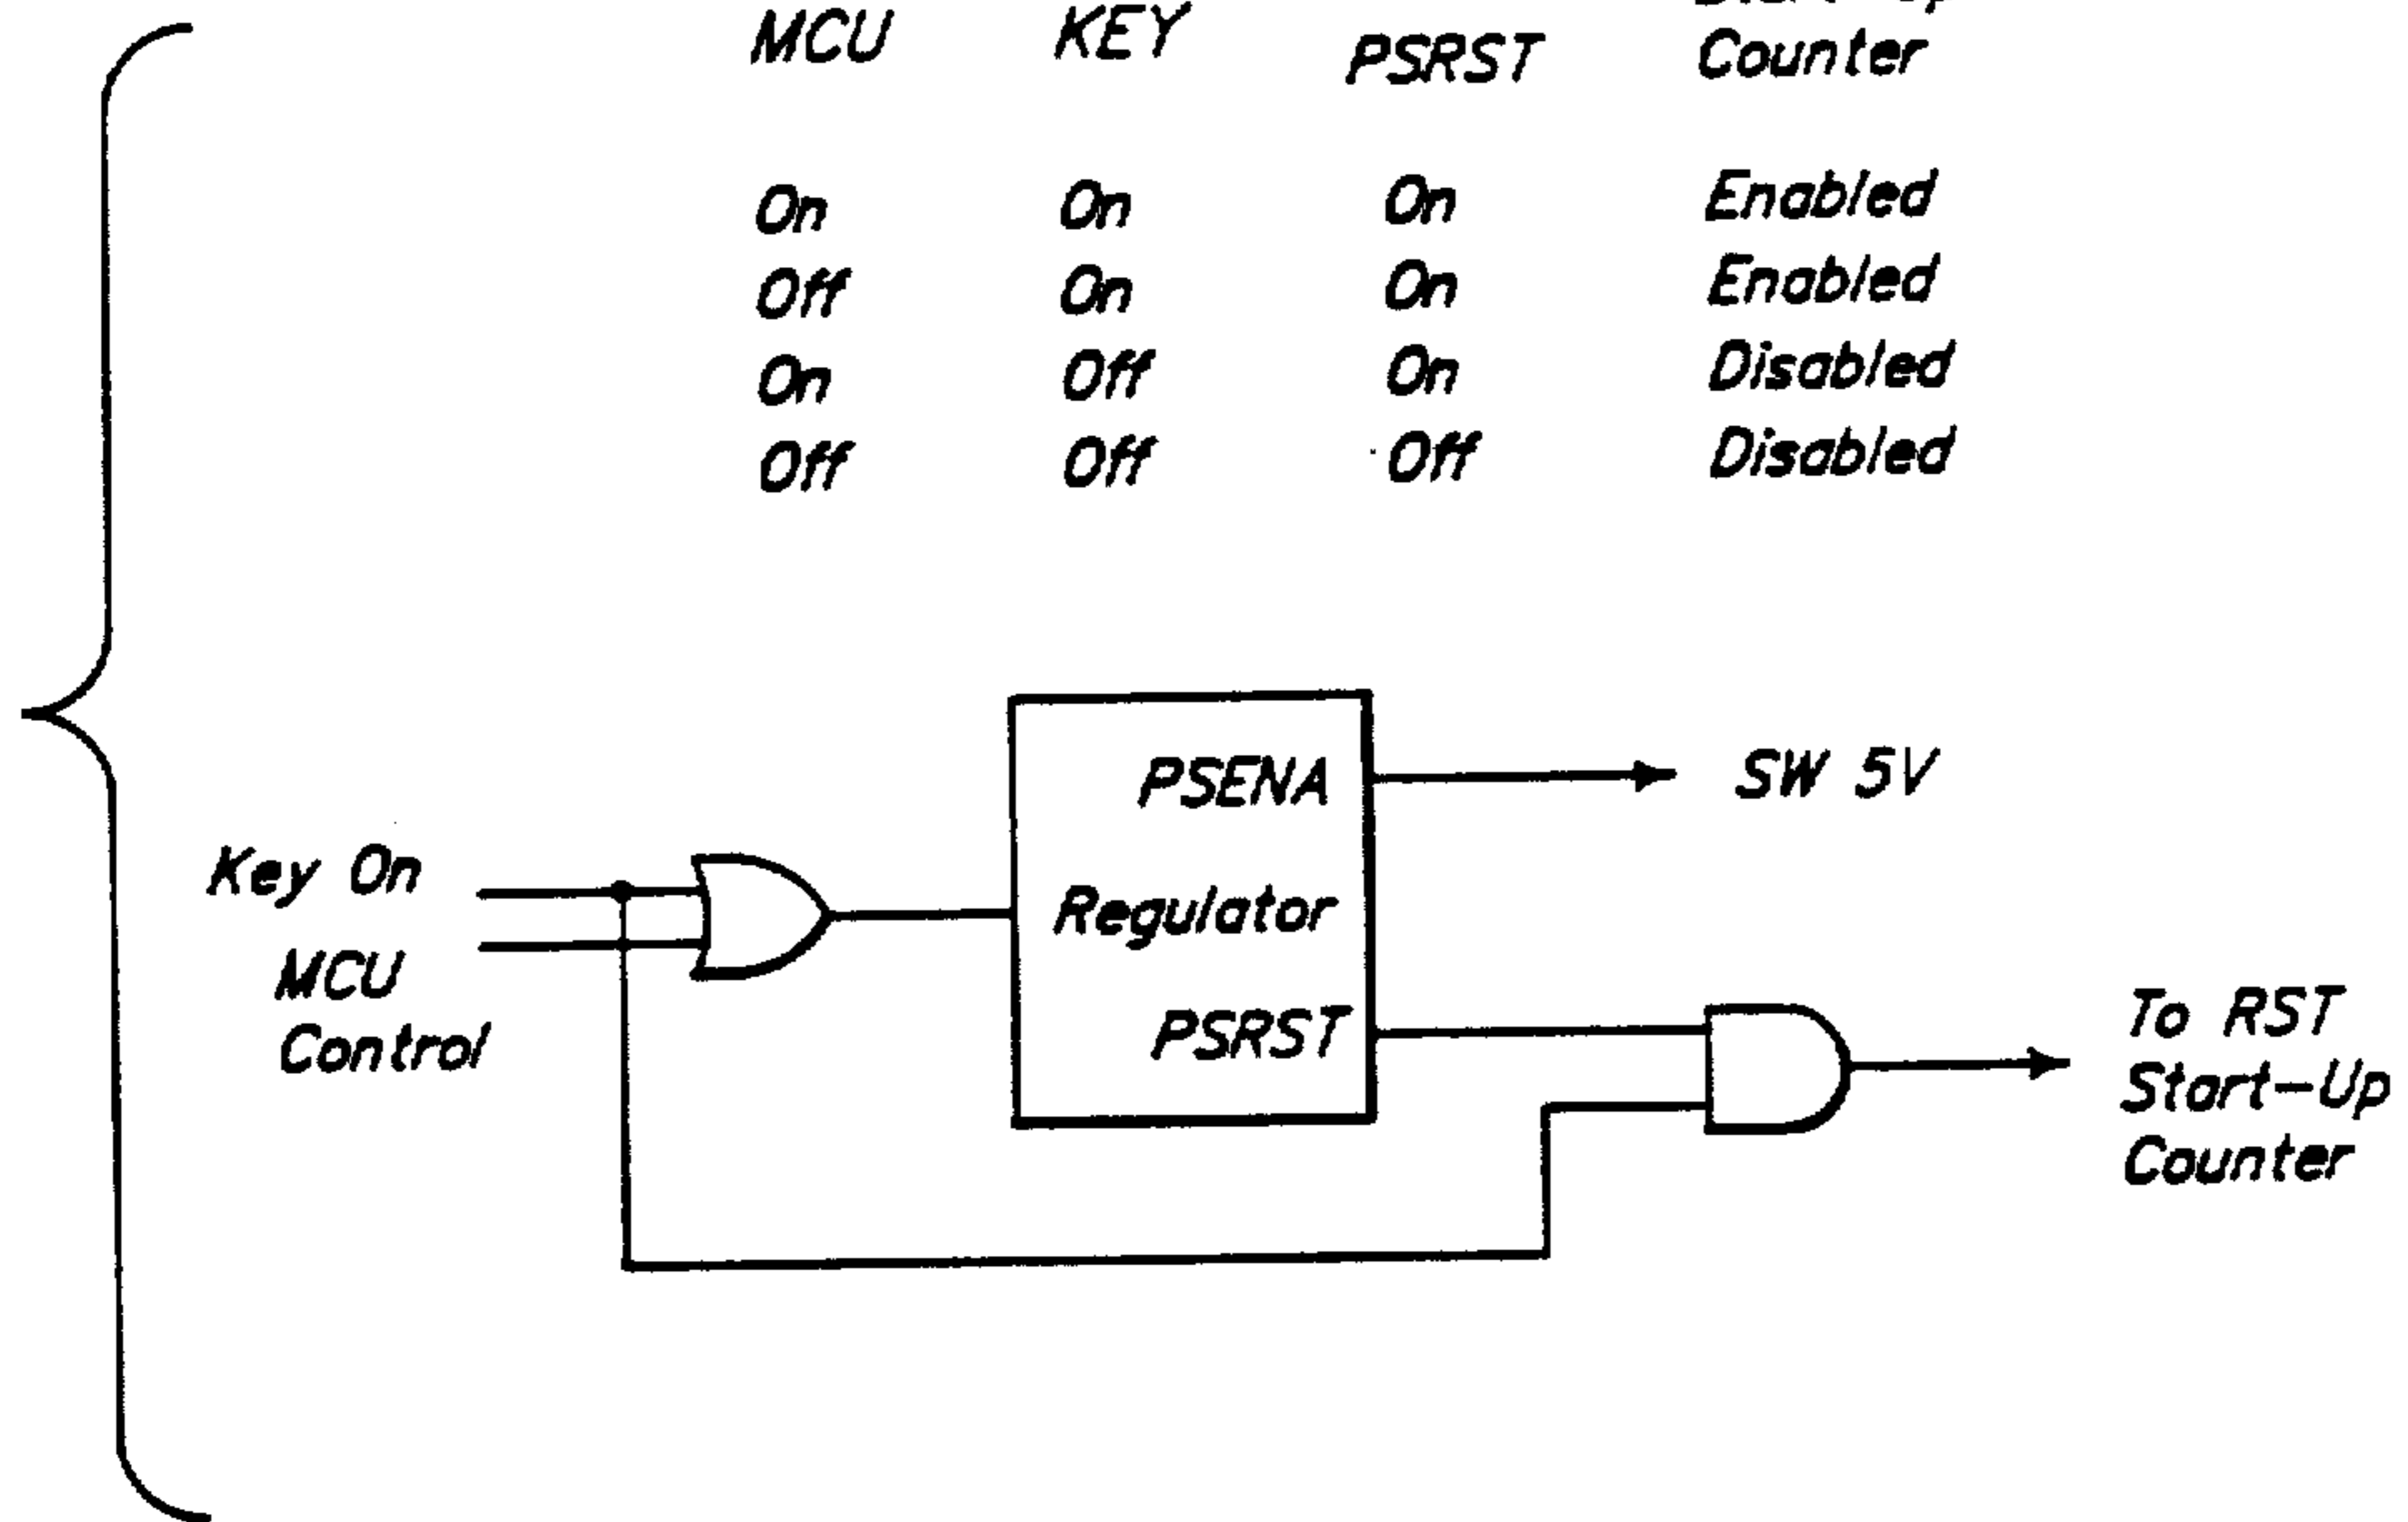 MCU KEY PSRST Counter
On On On Enabled
Off On On Enabled
On Off On Disabled
Off Off Off Disabled
PSENA
SW 5V
Key On
Regulator
MCU
Control
PSRST
To RST
Start-Up
Counter